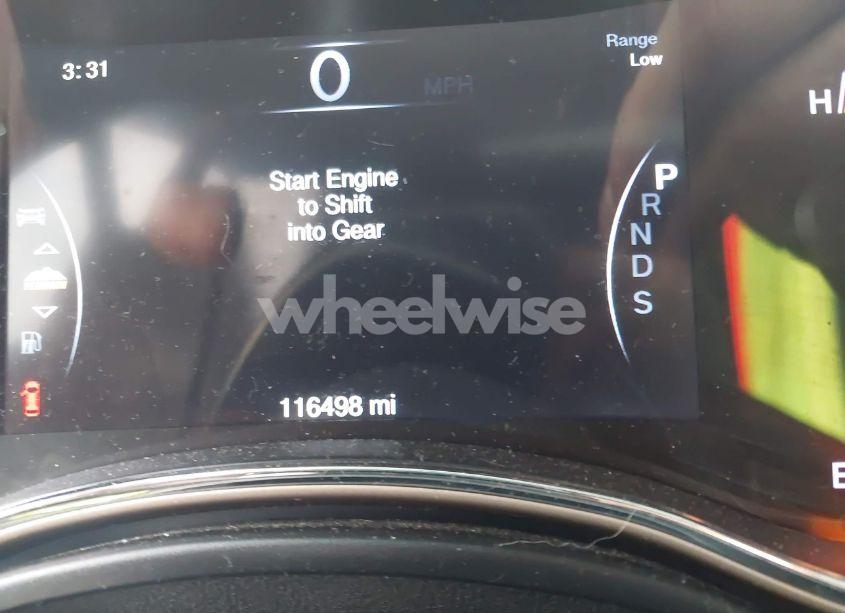 3:31
0
MPH
Range
Low
H
Start Engine
to Shift
into Gear
P
R
N
D
S
wheelwise
116498 mi